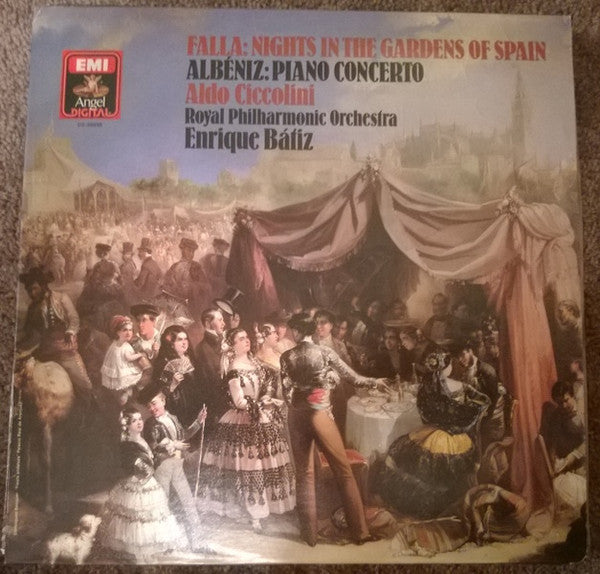 FALLA: NIGHTS IN THE GARDENS OF SPAIN
ALBÉNIZ: PIANO CONCERTO
Aldo Ciccolini
Royal Philharmonic Orchestra
Enrique Bátiz
EMI
Angel
DIGITAL